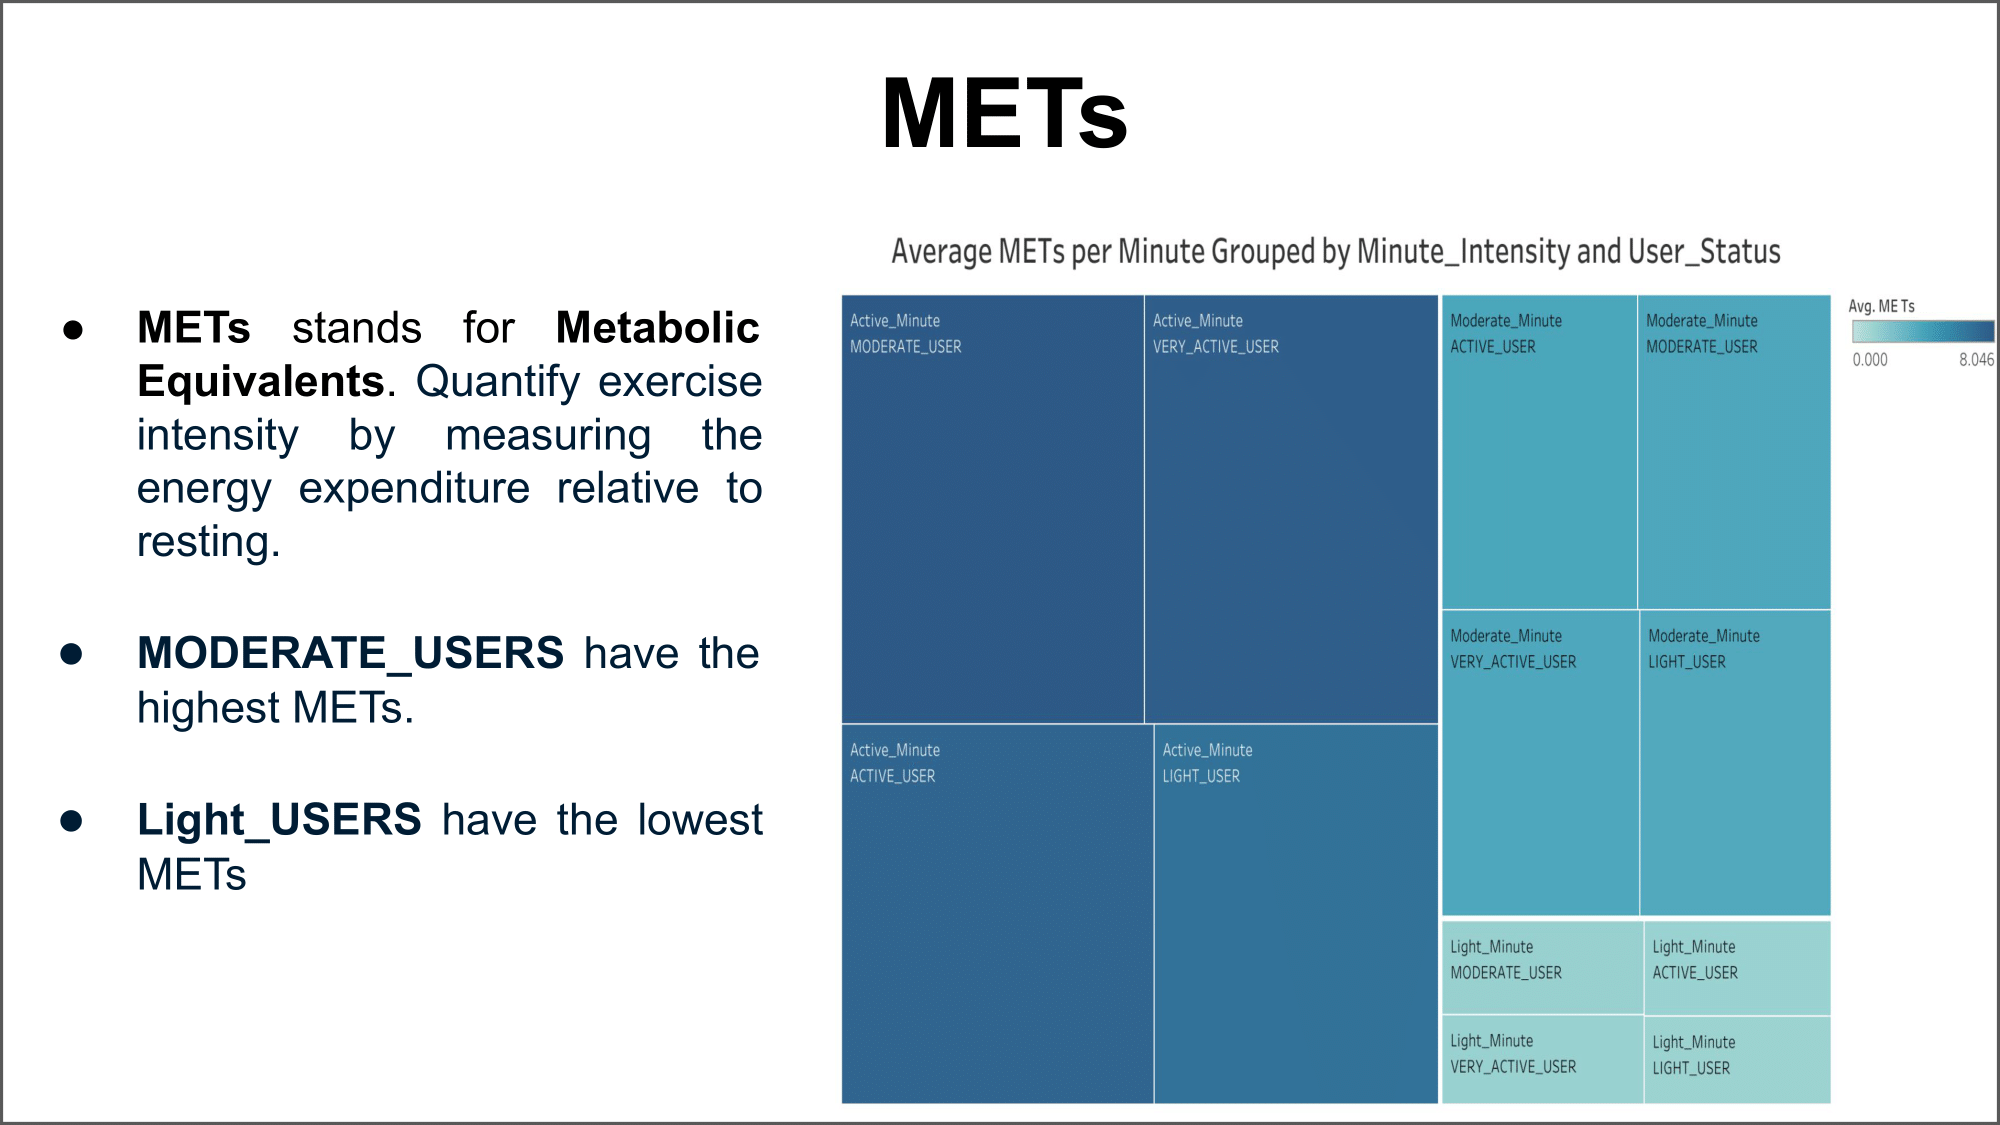 METs
● METs stands for Metabolic
Equivalents. Quantify exercise
intensity by measuring the
energy expenditure relative to
resting.
● MODERATE_USERS have the
highest METs.
● Light_USERS have the lowest
METs
Average METs per Minute Grouped by Minute_Intensity and User_Status
Active_Minute
MODERATE_USER
Active_Minute
VERY_ACTIVE_USER
Active_Minute
ACTIVE_USER
Active_Minute
LIGHT_USER
Moderate_Minute
ACTIVE_USER
Moderate_Minute
MODERATE_USER
Moderate_Minute
VERY_ACTIVE_USER
Moderate_Minute
LIGHT_USER
Light_Minute
MODERATE_USER
Light_Minute
ACTIVE_USER
Light_Minute
VERY_ACTIVE_USER
Light_Minute
LIGHT_USER
Avg. METs
0.000 8.046